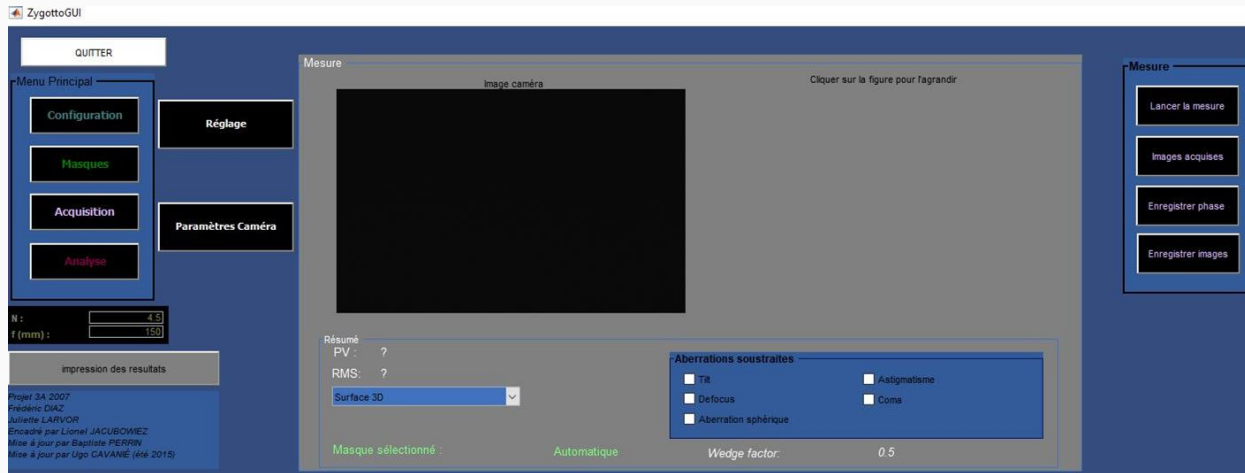 ZygottoGUI
QUITTER
Menu Principal
Configuration
Masques
Acquisition
Analyse
Réglage
Paramètres Caméra
N :
4.5
f (mm) :
150
impression des resultats
Projet 3A 2007
Frédéric DIAZ
Juliette LARVOR
Encadré par Lionel JACUBOWIEZ
Mise à jour par Baptiste PERRIN
Mise à jour par Ugo CAVANIÉ (été 2015)
Mesure
Image caméra
Cliquer sur la figure pour l'agrandir
Résumé
PV : ?
RMS: ?
Surface 3D
Masque sélectionné : Automatique
Aberrations soustraites
Tilt
Astigmatisme
Defocus
Coma
Aberration sphérique
Wedge factor: 0.5
Mesure
Lancer la mesure
Images acquises
Enregistrer phase
Enregistrer images